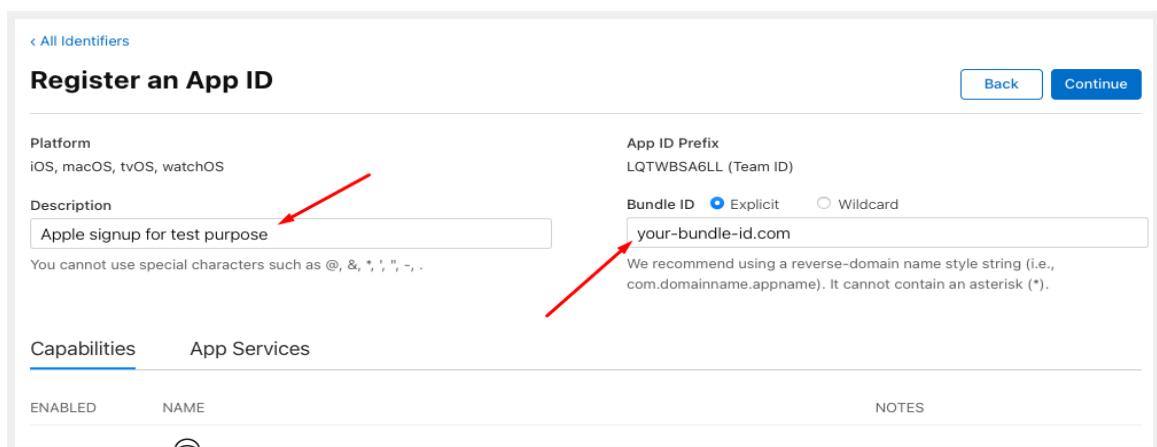 < All Identifiers
Register an App ID
Back
Continue
Platform
iOS, macOS, tvOS, watchOS
App ID Prefix
LQTWBSA6LL (Team ID)
Description
Apple signup for test purpose
You cannot use special characters such as @, &, *, ', ", -, .
Bundle ID Explicit Wildcard
your-bundle-id.com
We recommend using a reverse-domain name style string (i.e.,
com.domainname.appname). It cannot contain an asterisk (*).
Capabilities App Services
ENABLED NAME NOTES